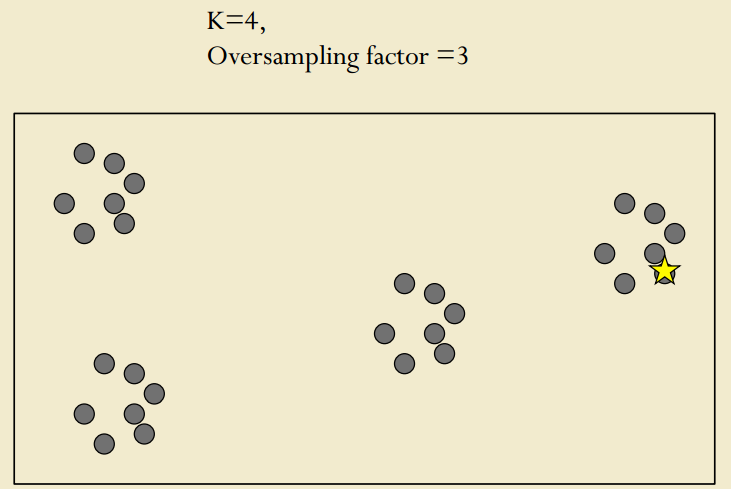 K=4,
Oversampling factor =3